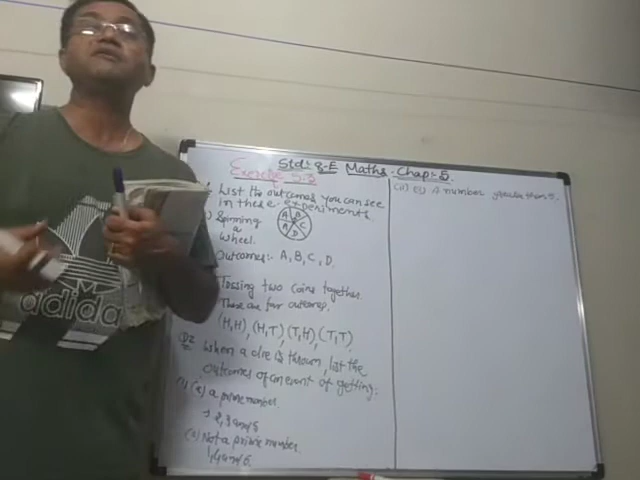 Std:- 8-E Maths - Chap:- 5.
Exercise 5.3
1. List the outcomes you can see
in these experiments
Spinning
a
wheel.
A
D
A
C
B
D
Outcomes:- A, B, C, D.
Tossing two coins together.
These are four outcomes.
(H,H), (H,T), (T,H), (T,T)
Q2 When a die is thrown, list the
outcomes of an event of getting:
(i) (a) a prime number
2, 3 and 5
Not a prime number.
1, 4 and 6.
(ii) (a) A number greater than 5.
adidas